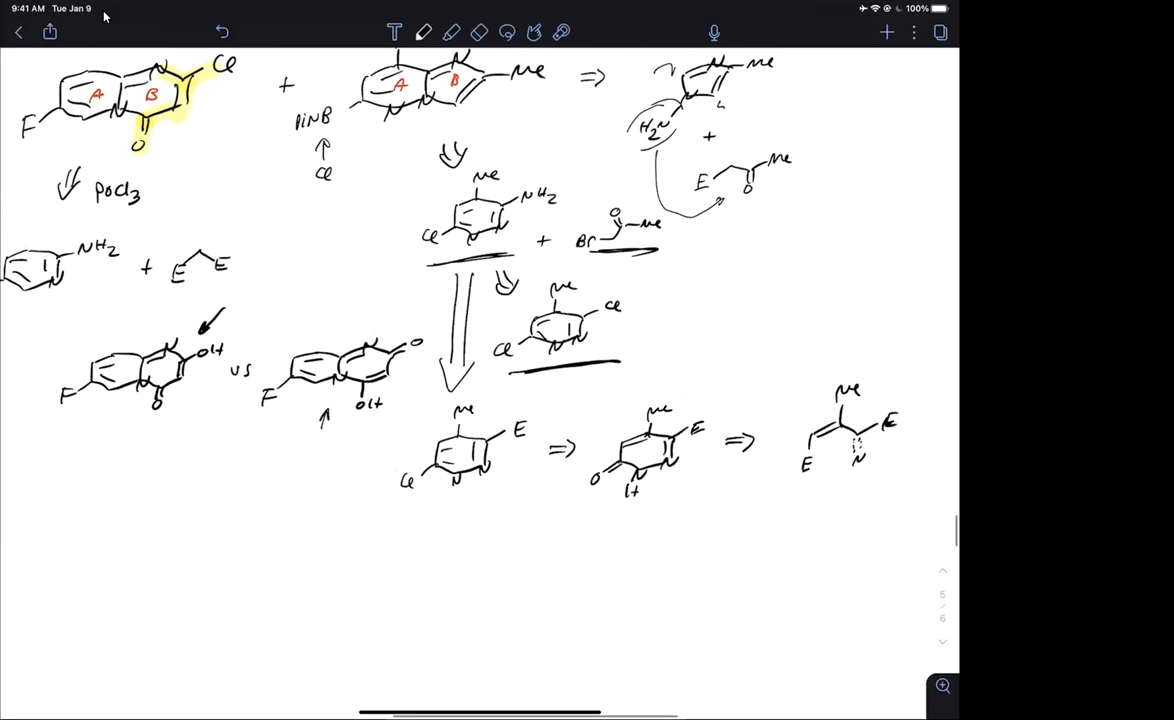 9:41 AM Tue Jan 9
100%
T
N Cl
A B
N
F
O
+
N
A B Me
N N
PinB
Cl
⇒
N Me
H₂N
+
E O Me
POCl₃
Me
NH₂
Cl N N
+
O
Br Me
NH₂
N
+
E E
Me
Cl
Cl N N
N OH
F N
O
vs
N O
F N
OH
Me
E
Cl N N
⇒
Me
E
O N N
H
⇒
Me
E
E N
5
/
6